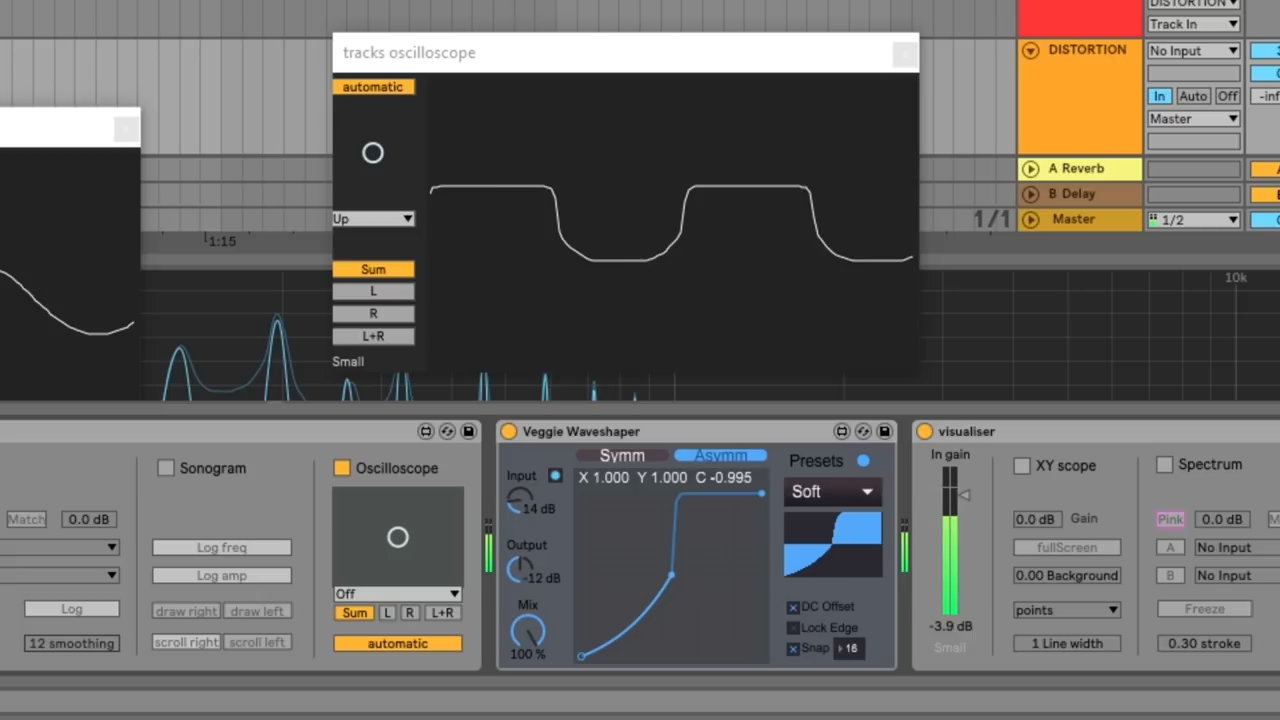 DISTORTION
Track In
tracks oscilloscope
DISTORTION
No Input
automatic
In Auto Off -inf
Master
A Reverb
B Delay
Up
1/1
Master
1/2
1:15
Sum
10k
L
R
L+R
Small
Veggie Waveshaper
visualiser
Symm Asymm
Presets
In gain
Sonogram
Oscilloscope
Input
X 1.000 Y 1.000 C -0.995
XY scope
Spectrum
Soft
14 dB
Match
0.0 dB
0.0 dB
Gain
Pink
0.0 dB
Log freq
Output
fullScreen
A
No Input
Log amp
-12 dB
0.00 Background
B
No Input
Off
Log
draw right
draw left
Sum L R L+R
Mix
DC Offset
points
Freeze
Lock Edge
-3.9 dB
12 smoothing
scroll right
scroll left
automatic
100 %
Snap
16
Small
1 Line width
0.30 stroke